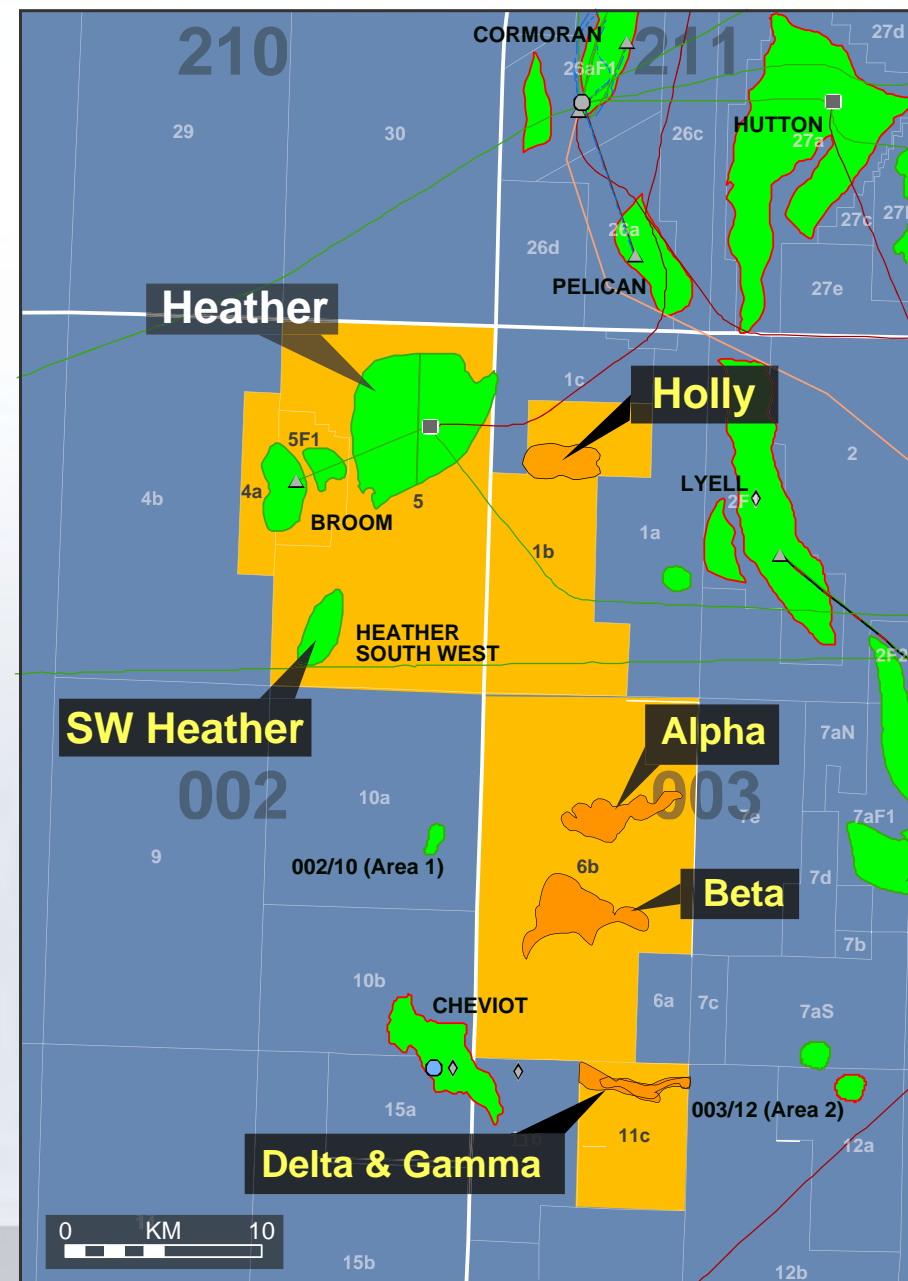 CORMORAN
210
211
27d
26aF1
29
30
26c
HUTTON
27a
27c
26d
26a
27e
PELICAN
Heather
1c
Holly
2
5F1
4a
4b
5
BROOM
LYELL
2F
1a
1b
HEATHER
SOUTH WEST
2F2
SW Heather
Alpha
7aN
002
003
10a
7e
7aF1
9
002/10 (Area 1)
6b
7d
Beta
7b
10b
CHEVIOT
6a
7c
7aS
15a
003/12 (Area 2)
11c
12a
Delta & Gamma
0 KM 10
15b
12b